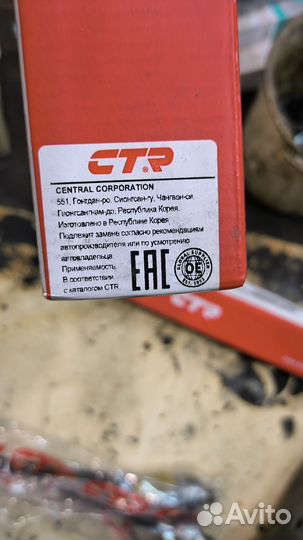 CTR
CENTRAL CORPORATION
551, Гонгдан-ро, Сионгсан-гу, Чангвон-си,
Гионгсангнам-до, Республика Корея.
Изготовлено в Республике Корея
Подлежит замене согласно рекомендациям
автопроизводителя или по усмотрению
автовладельца
Применяемость:
В соответствии
с каталогом CTR
EAC
OE
CTR
Avito